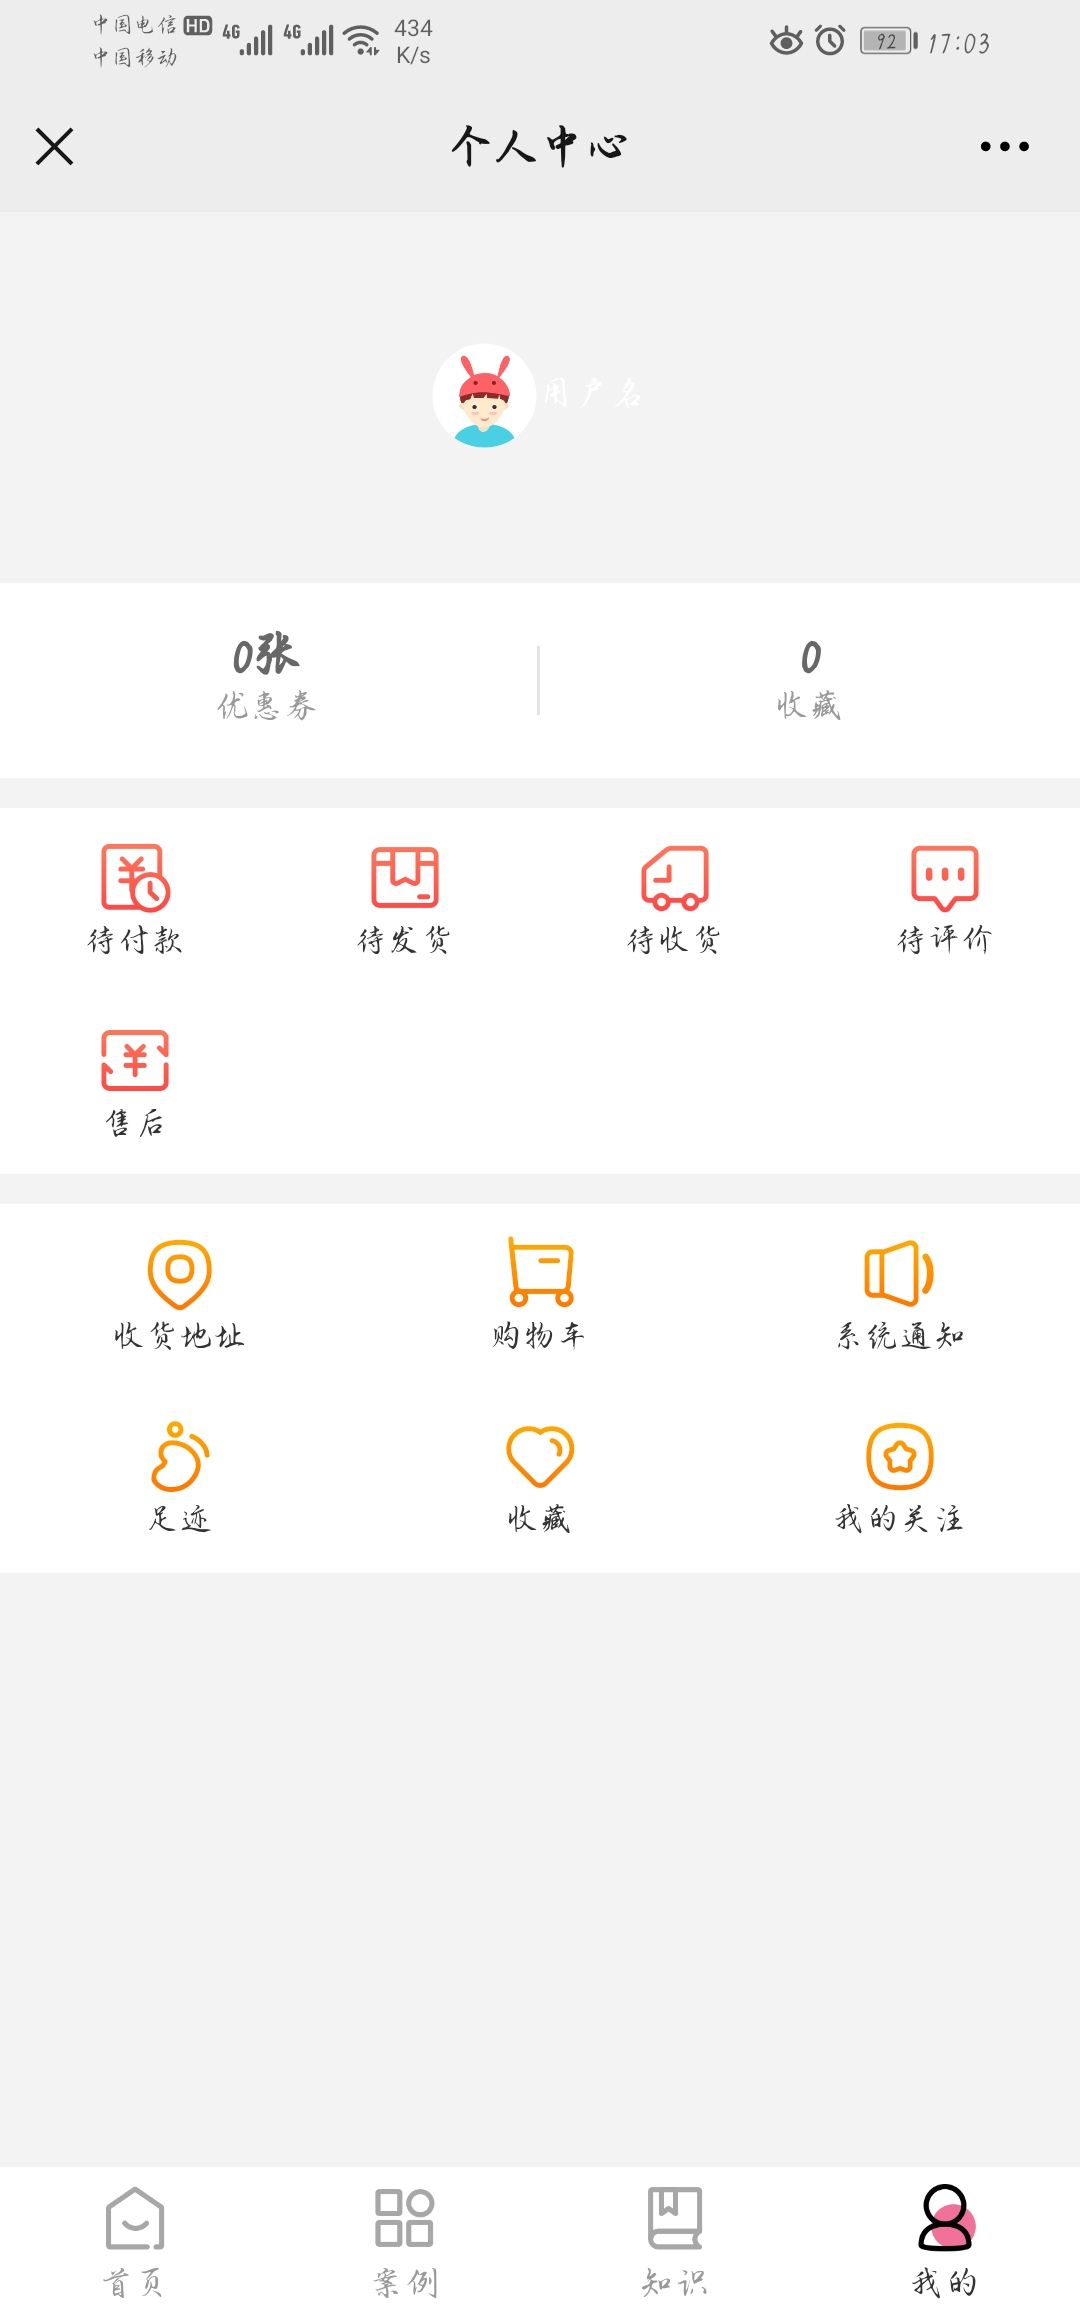 中国电信 HD 4G 4G 434 K/s 92 17:03
中国移动
个人中心
用户名
0张 0
优惠券 收藏
待付款 待发货 待收货 待评价
售后
收货地址 购物车 系统通知
足迹 收藏 我的关注
首页 案例 知识 我的